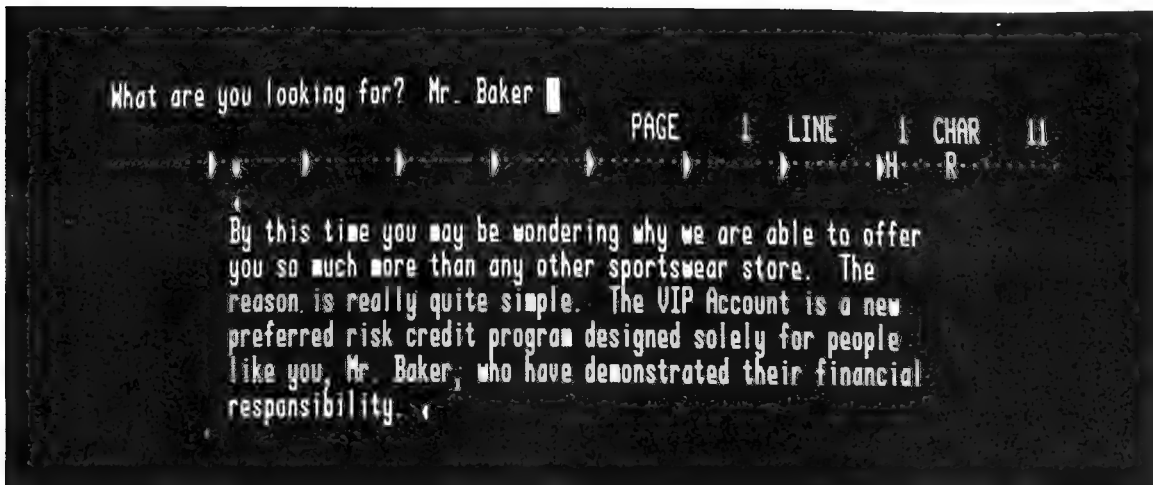 What are you looking for? Mr. Baker
PAGE 1 LINE 1 CHAR 11
H R
By this time you may be wondering why we are able to offer
you so much more than any other sportswear store. The
reason is really quite simple. The VIP Account is a new
preferred risk credit program designed solely for people
like you, Mr. Baker, who have demonstrated their financial
responsibility.